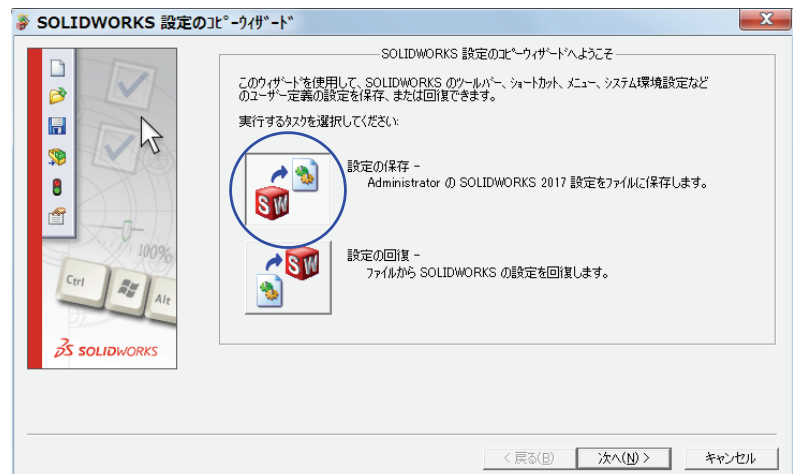 SOLIDWORKS 設定のｺﾋﾟｰｳｨｻﾞｰﾄﾞ
SOLIDWORKS 設定のｺﾋﾟｰｳｨｻﾞｰﾄﾞへようこそ
このｳｨｻﾞｰﾄﾞを使用して、SOLIDWORKS のﾂｰﾙﾊﾞｰ、ｼｮｰﾄｶｯﾄ、ﾒﾆｭｰ、ｼｽﾃﾑ環境設定など
のﾕｰｻﾞｰ定義の設定を保存、または回復できます。
実行するﾀｽｸを選択してください:
設定の保存 -
Administrator の SOLIDWORKS 2017 設定をﾌｧｲﾙに保存します。
SW
設定の回復 -
ﾌｧｲﾙから SOLIDWORKS の設定を回復します。
SW
100%
Ctrl
Alt
SOLIDWORKS
< 戻る(B)
次へ(N) >
キャンセル